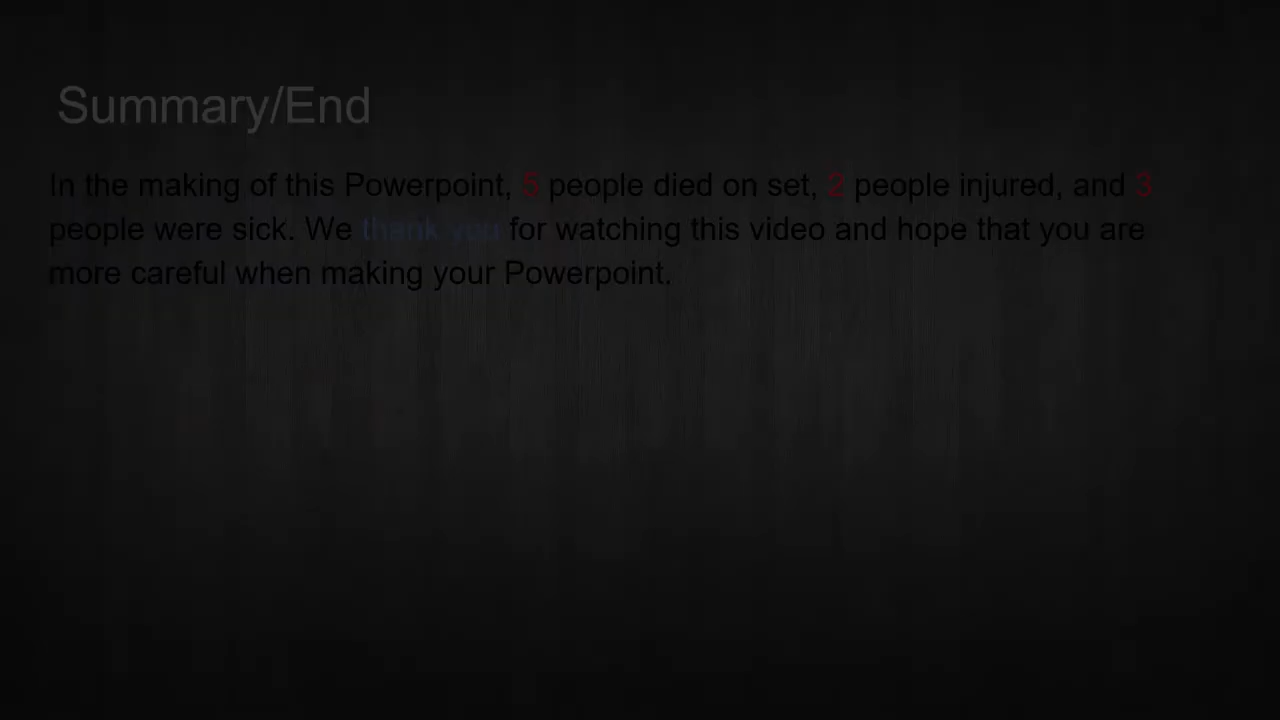 Summary/End
In the making of this Powerpoint, 5 people died on set, 2 people injured, and 3
people were sick. We thank you for watching this video and hope that you are
more careful when making your Powerpoint.